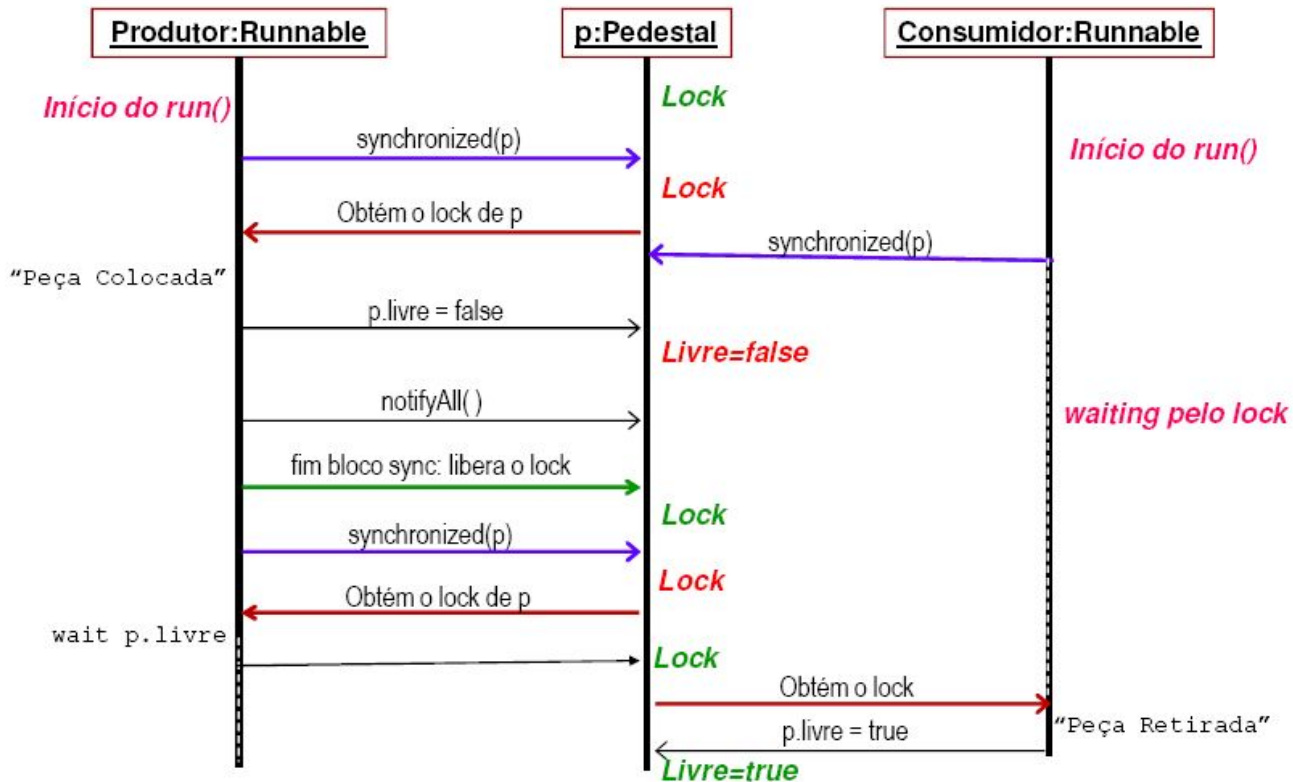 Produtor:Runnable
p:Pedestal
Consumidor:Runnable
Lock
Início do run()
synchronized(p)
Início do run()
Lock
Obtém o lock de p
synchronized(p)
“Peça Colocada”
p.livre = false
Livre=false
notifyAll( )
waiting pelo lock
fim bloco sync: libera o lock
Lock
synchronized(p)
Lock
Obtém o lock de p
wait p.livre
Lock
Obtém o lock
“Peça Retirada”
p.livre = true
Livre=true